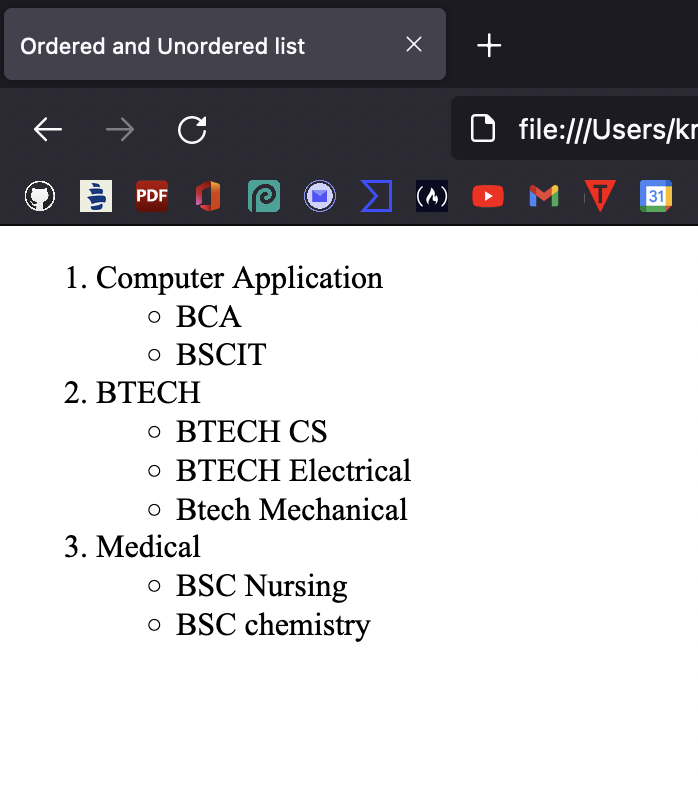 Ordered and Unordered list
file:///Users/kr
PDF
31
1. Computer Application
BCA
BSCIT
2. BTECH
BTECH CS
BTECH Electrical
Btech Mechanical
3. Medical
BSC Nursing
BSC chemistry